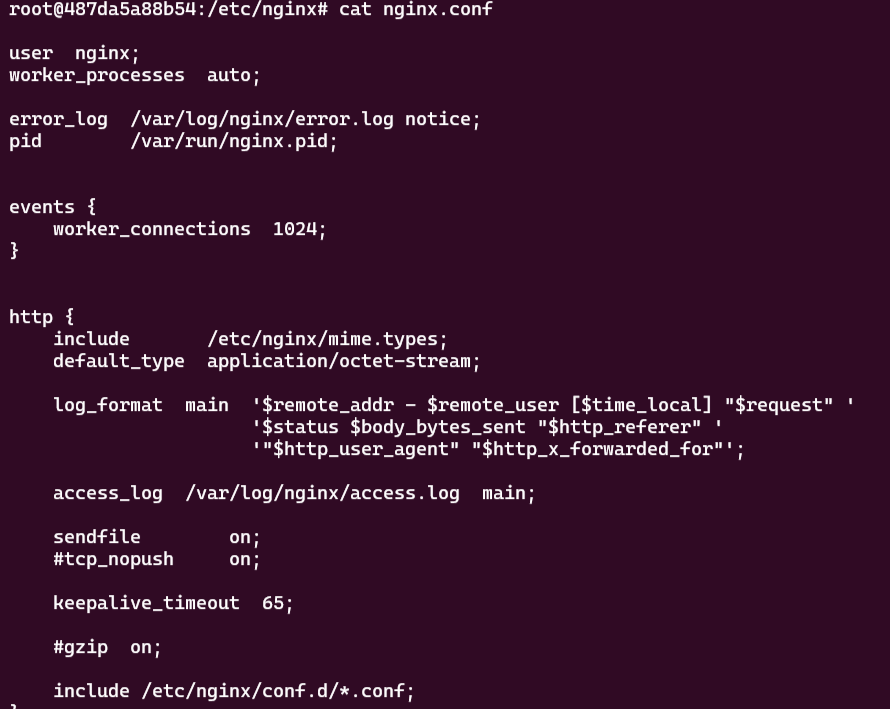 root@487da5a88b54:/etc/nginx# cat nginx.conf
user  nginx;
worker_processes  auto;
error_log  /var/log/nginx/error.log notice;
pid        /var/run/nginx.pid;
events {
    worker_connections  1024;
}
http {
    include       /etc/nginx/mime.types;
    default_type  application/octet-stream;
    log_format  main  '$remote_addr - $remote_user [$time_local] "$request" '
                      '$status $body_bytes_sent "$http_referer" '
                      '"$http_user_agent" "$http_x_forwarded_for"';
    access_log  /var/log/nginx/access.log  main;
    sendfile        on;
    #tcp_nopush     on;
    keepalive_timeout  65;
    #gzip  on;
    include /etc/nginx/conf.d/*.conf;
}